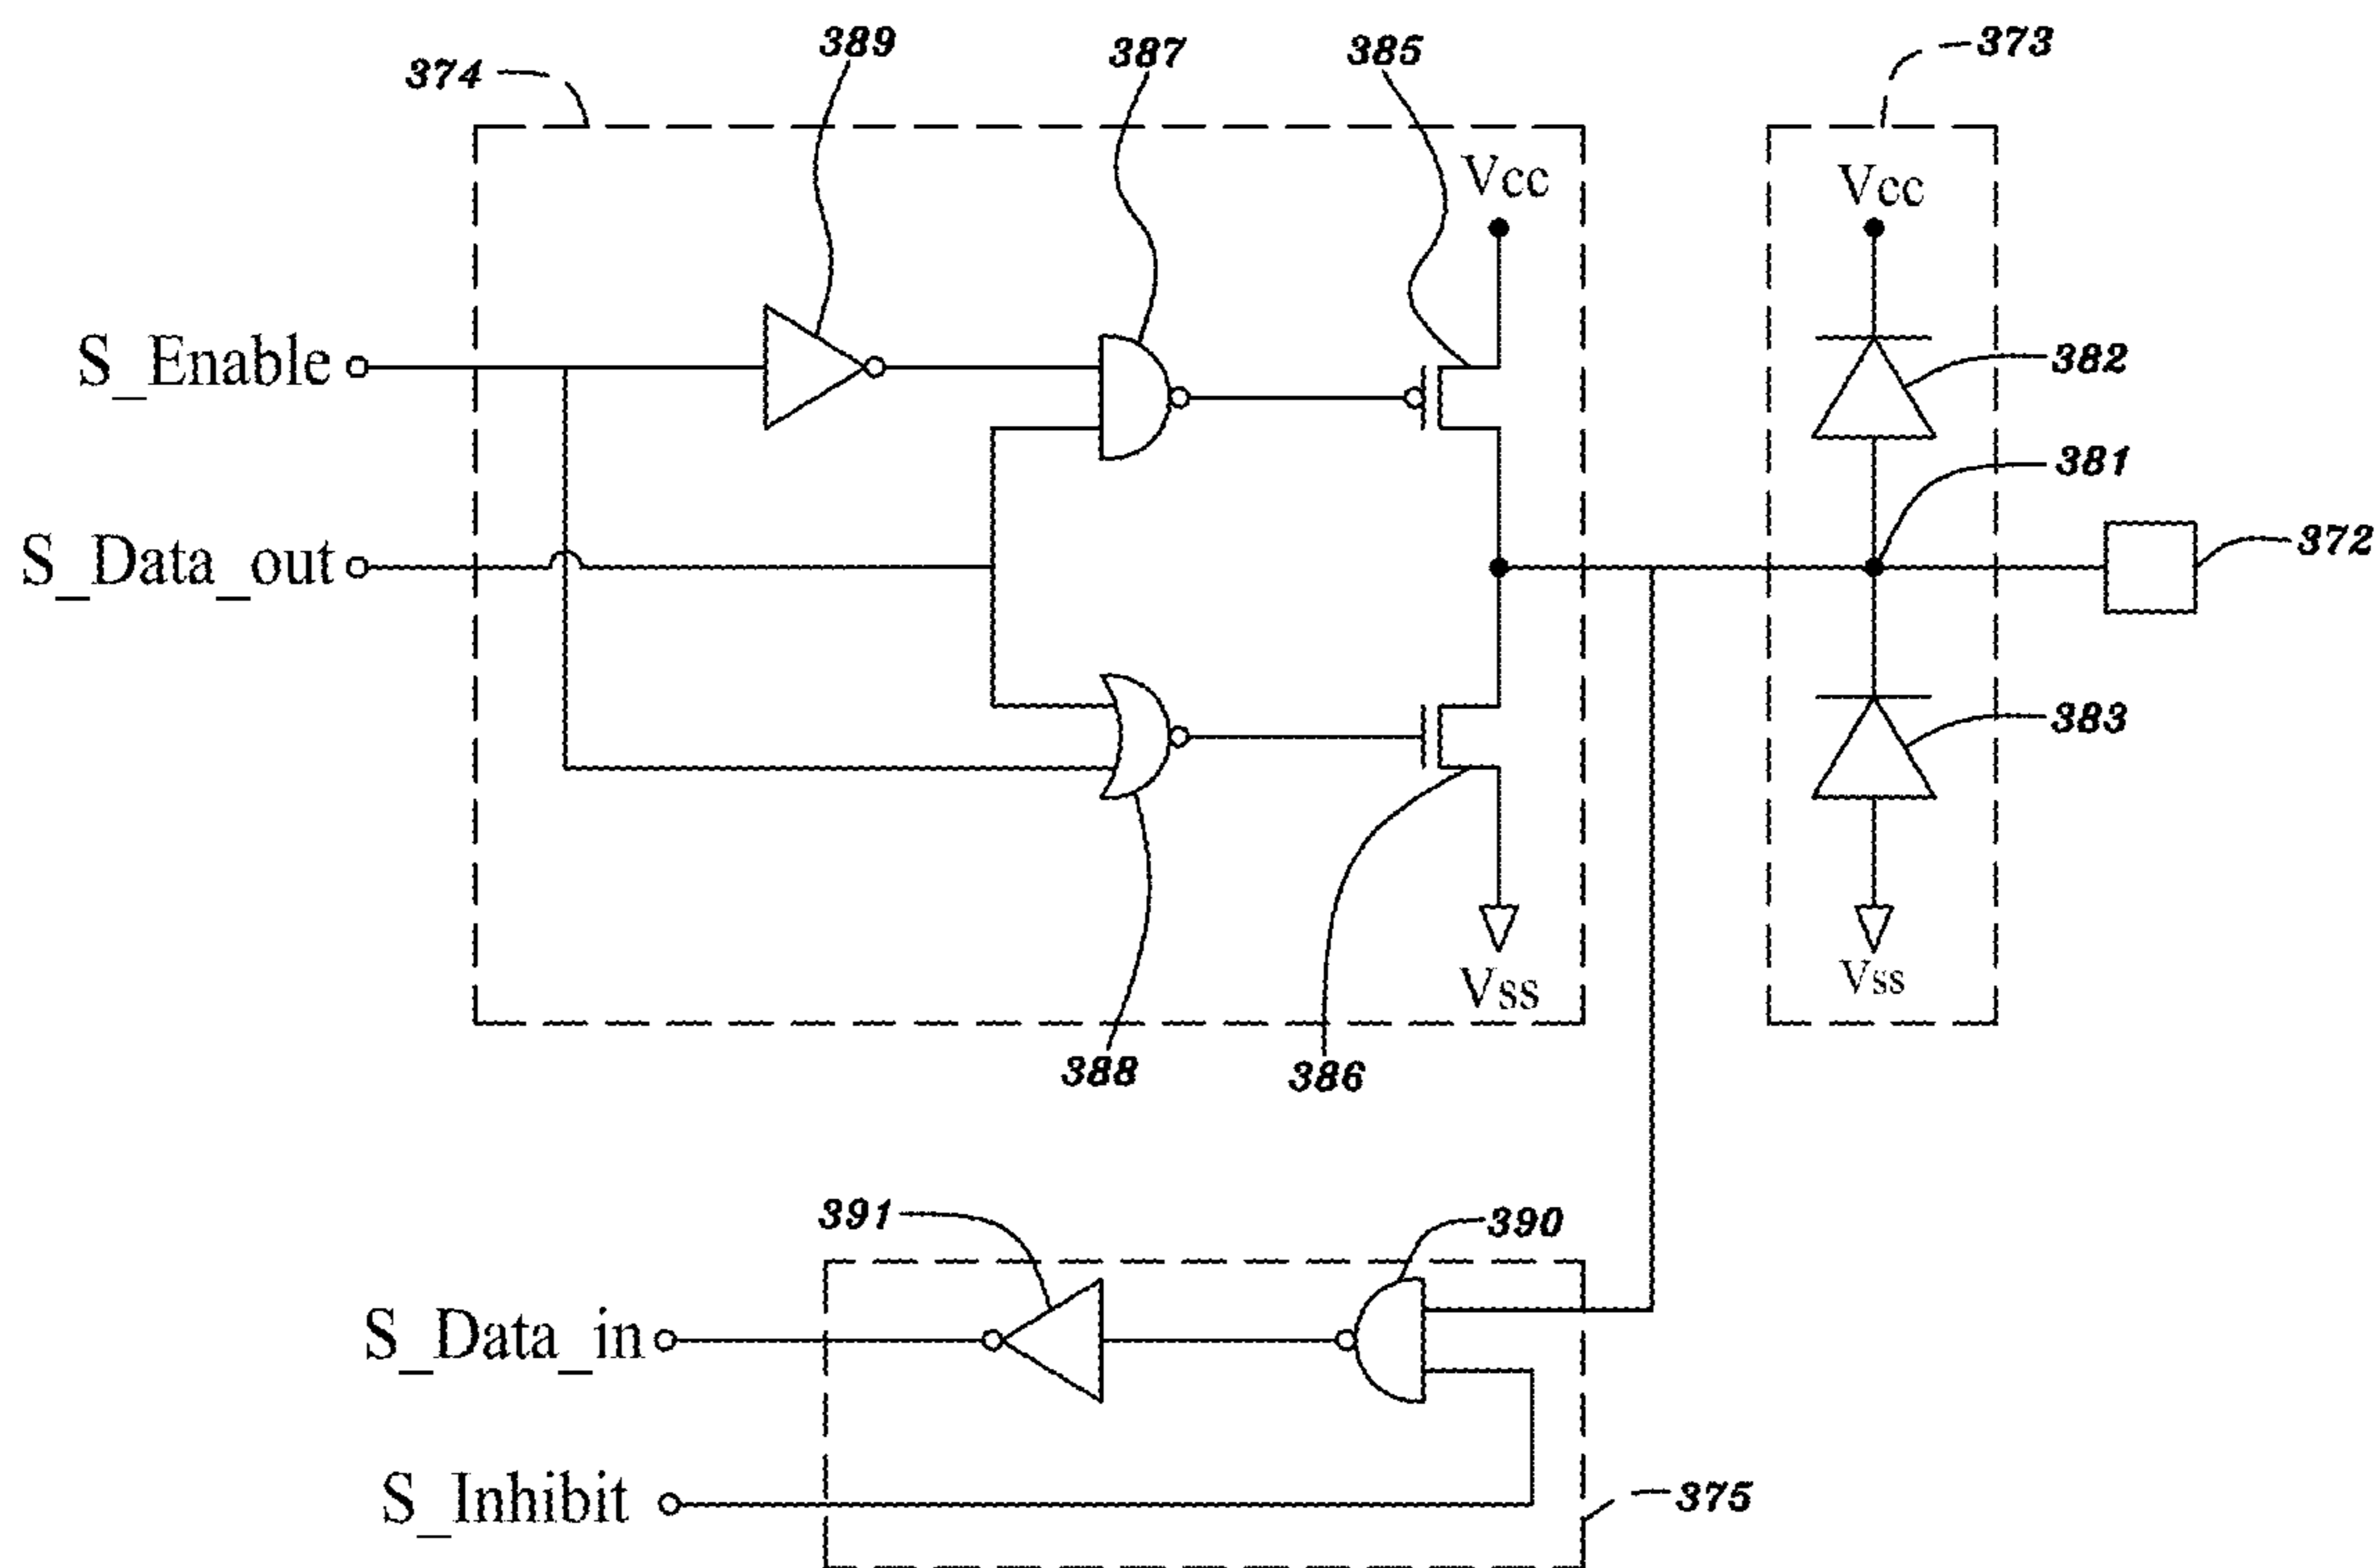 389
387
385
373
374
Vcc
Vcc
S_Enable
382
381
S_Data_out
372
383
Vss
Vss
388
386
391
390
S_Data_in
S_Inhibit
375